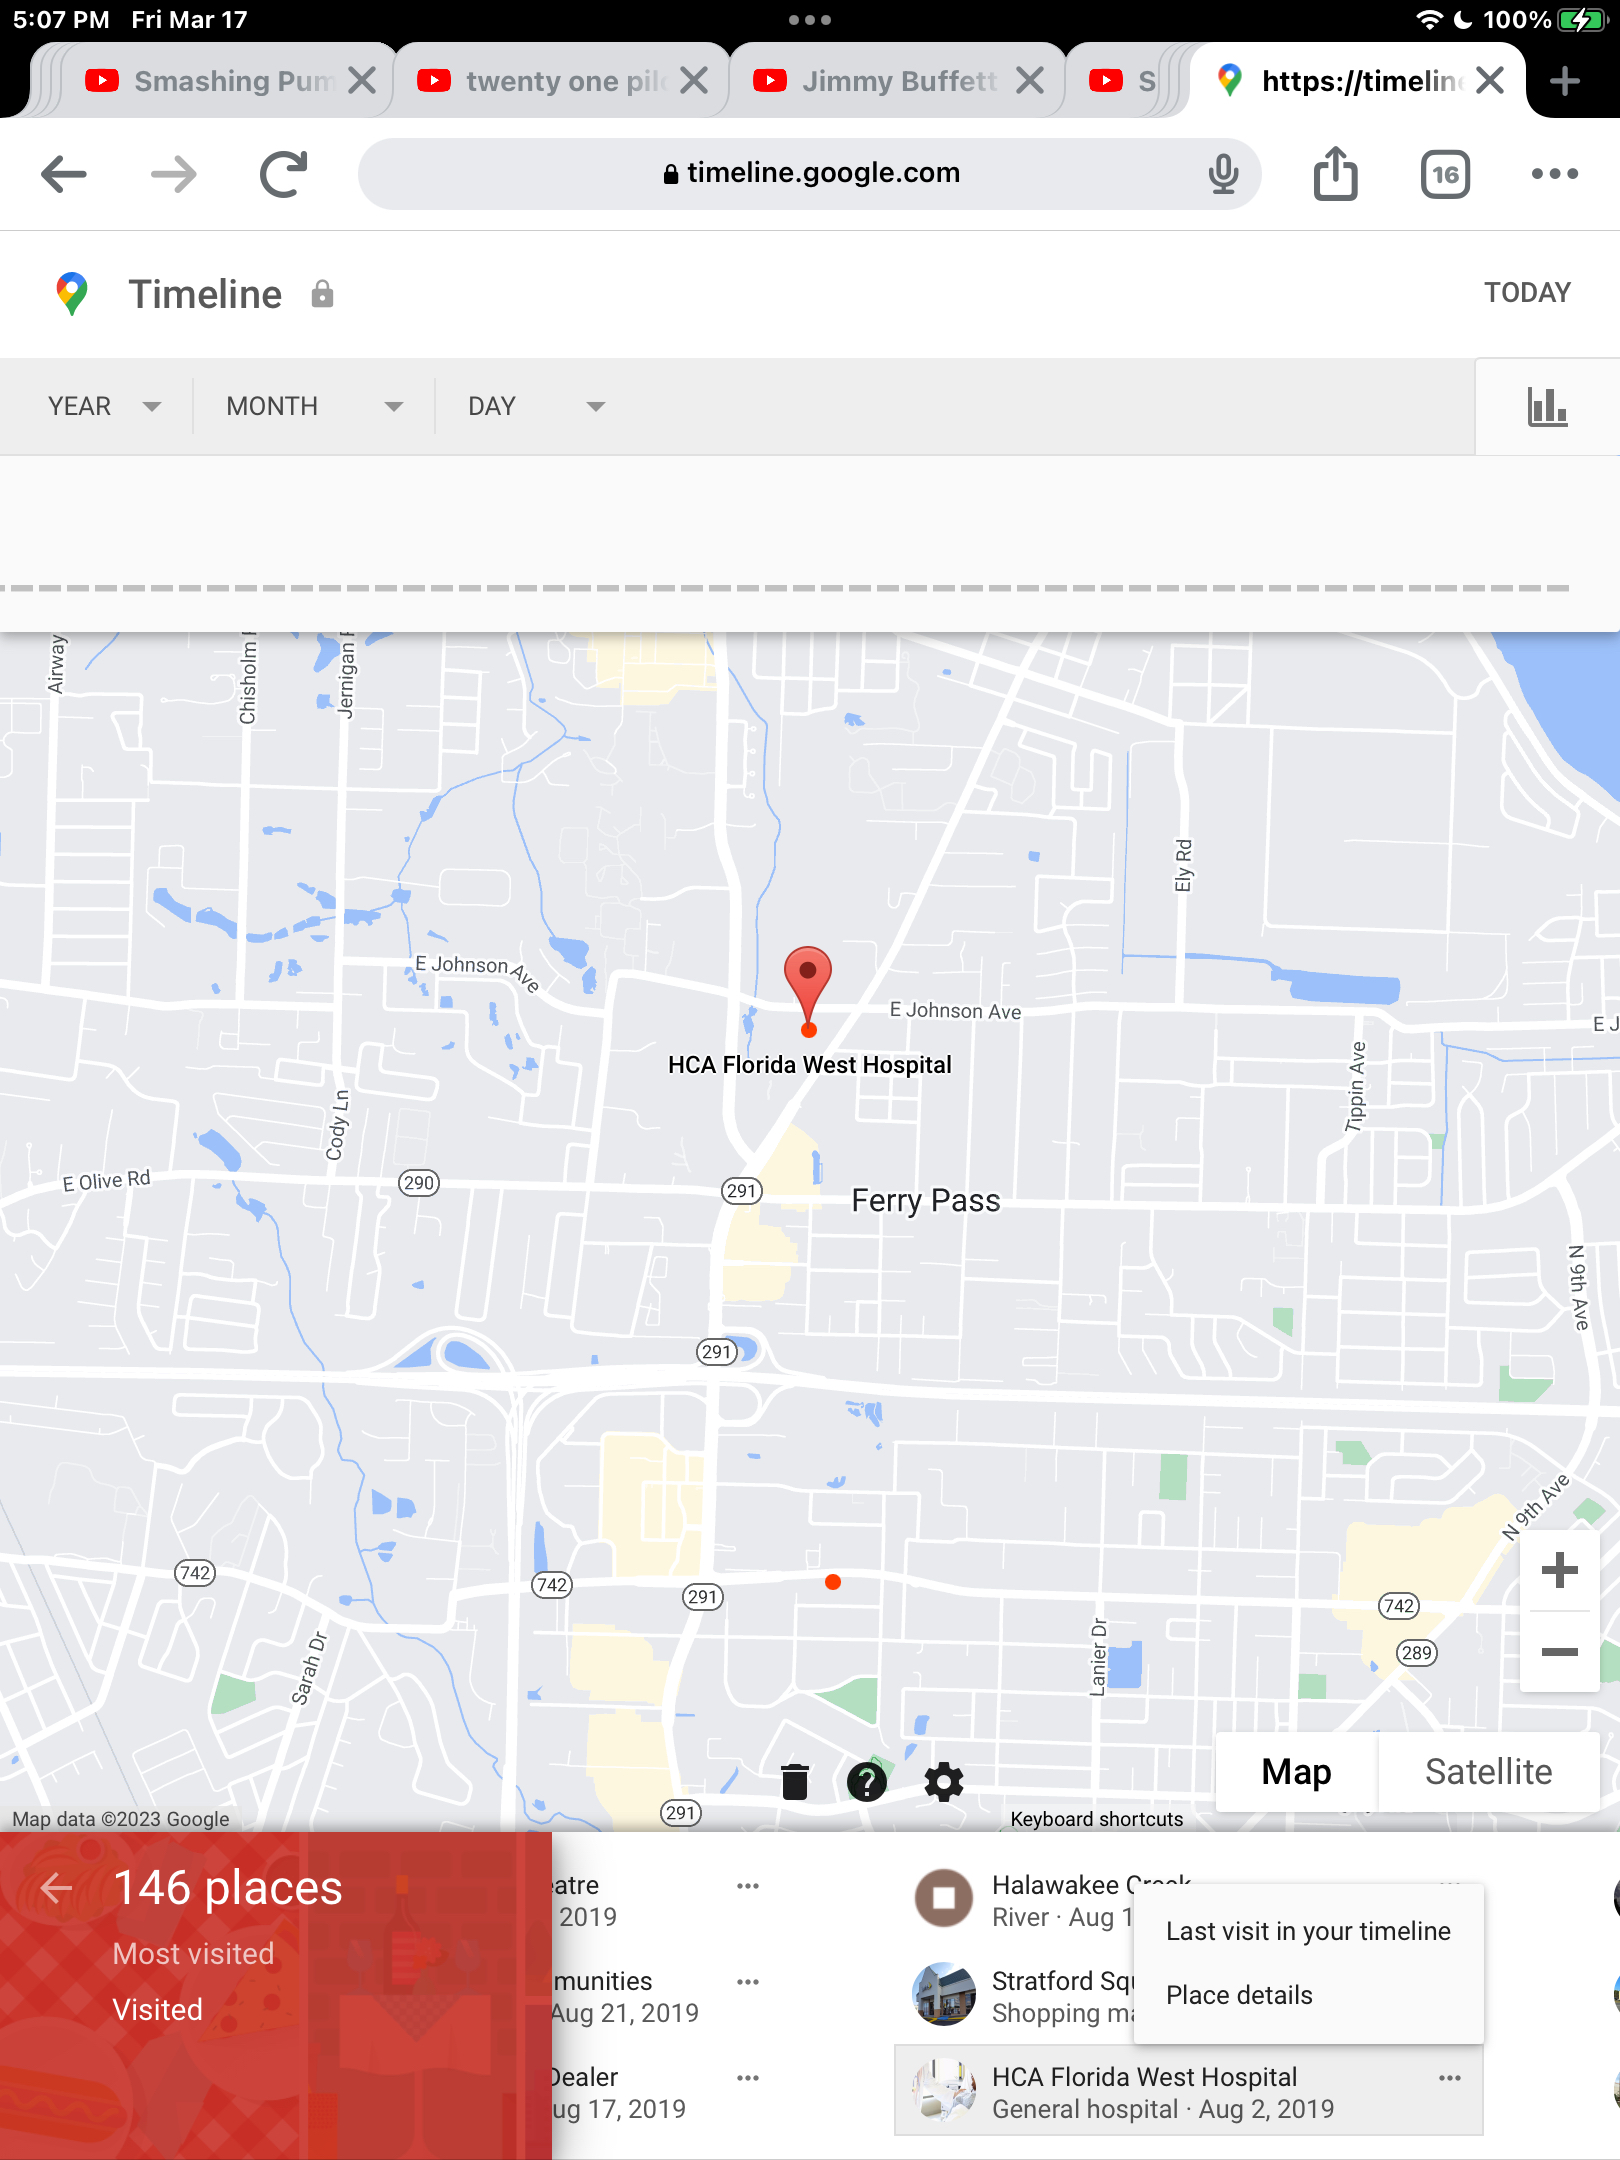 5:07 PM Fri Mar 17
100%
Smashing Pum
twenty one pil
Jimmy Buffett
S
https://timeline
timeline.google.com
16
Timeline
TODAY
YEAR
MONTH
DAY
Airway
Chisholm
Jernigan
Ely Rd
E Johnson Ave
E Johnson Ave
E J
HCA Florida West Hospital
Tippin Ave
Cody Ln
E Olive Rd
290
291
Ferry Pass
N 9th Ave
291
N 9th Ave
742
742
291
742
289
Sarah Dr
Lanier Dr
291
Map
Satellite
Map data ©2023 Google
Keyboard shortcuts
146 places
Most visited
Visited
eatre
2019
munities
Aug 21, 2019
Dealer
ug 17, 2019
Halawakee Creek
River · Aug 1
Stratford Squ
Shopping ma
Last visit in your timeline
Place details
HCA Florida West Hospital
General hospital · Aug 2, 2019